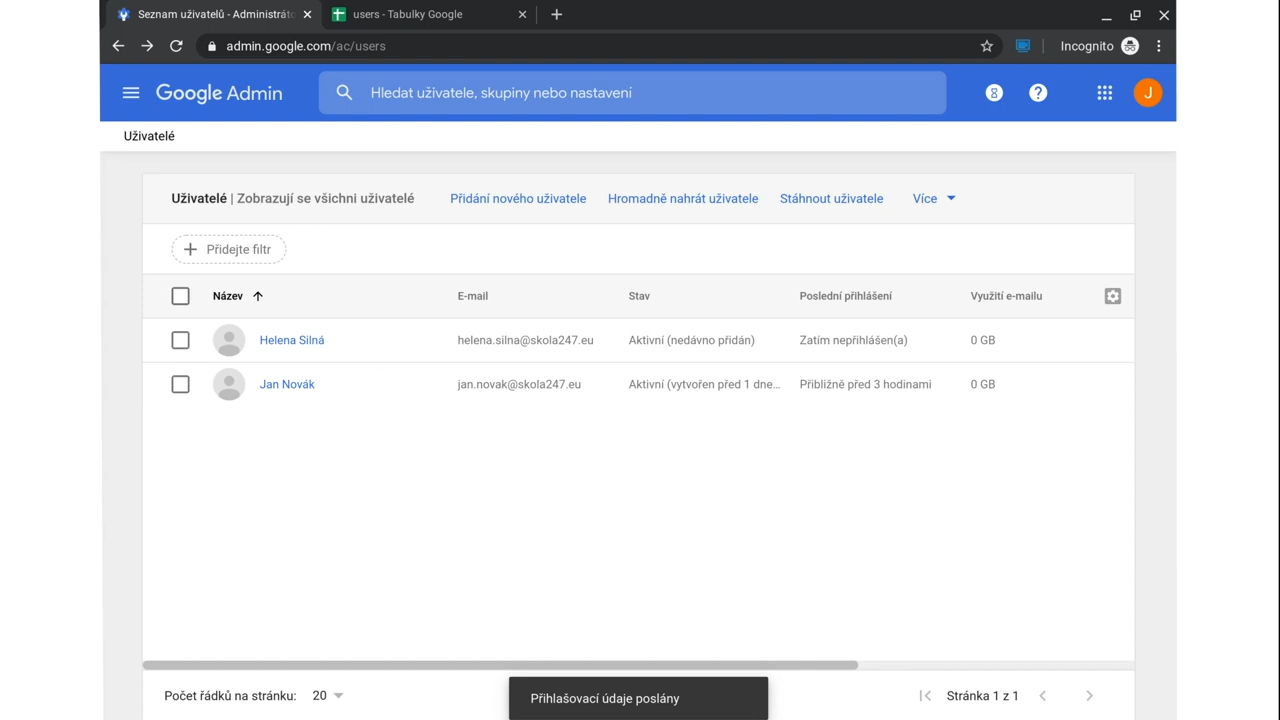 Seznam uživatelů - Administráto
users - Tabulky Google
admin.google.com/ac/users
Incognito
Google Admin
Hledat uživatele, skupiny nebo nastavení
8
?
J
Uživatelé
Uživatelé | Zobrazují se všichni uživatelé
Přidání nového uživatele
Hromadně nahrát uživatele
Stáhnout uživatele
Více
Přidejte filtr
Název
E-mail
Stav
Poslední přihlášení
Využití e-mailu
Helena Silná
helena.silna@skola247.eu
Aktivní (nedávno přidán)
Zatím nepřihlášen(a)
0 GB
Jan Novák
jan.novak@skola247.eu
Aktivní (vytvořen před 1 dne...
Přibližně před 3 hodinami
0 GB
Počet řádků na stránku:
20
Přihlašovací údaje poslány
Stránka 1 z 1